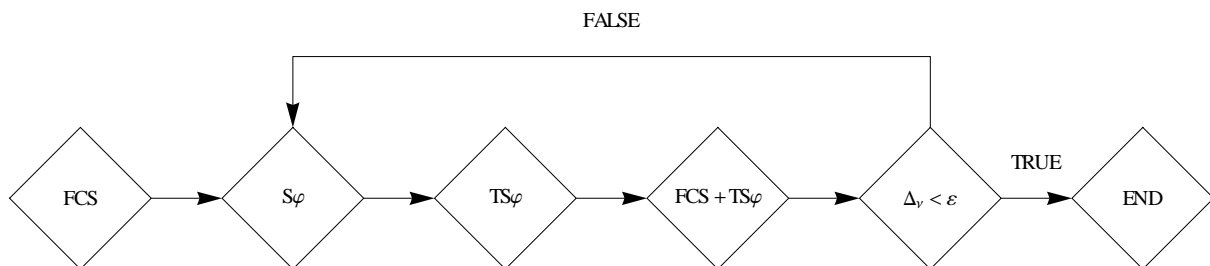 FALSE
FCS
Sφ
TSφ
FCS + TSφ
Δν < ε
TRUE
END